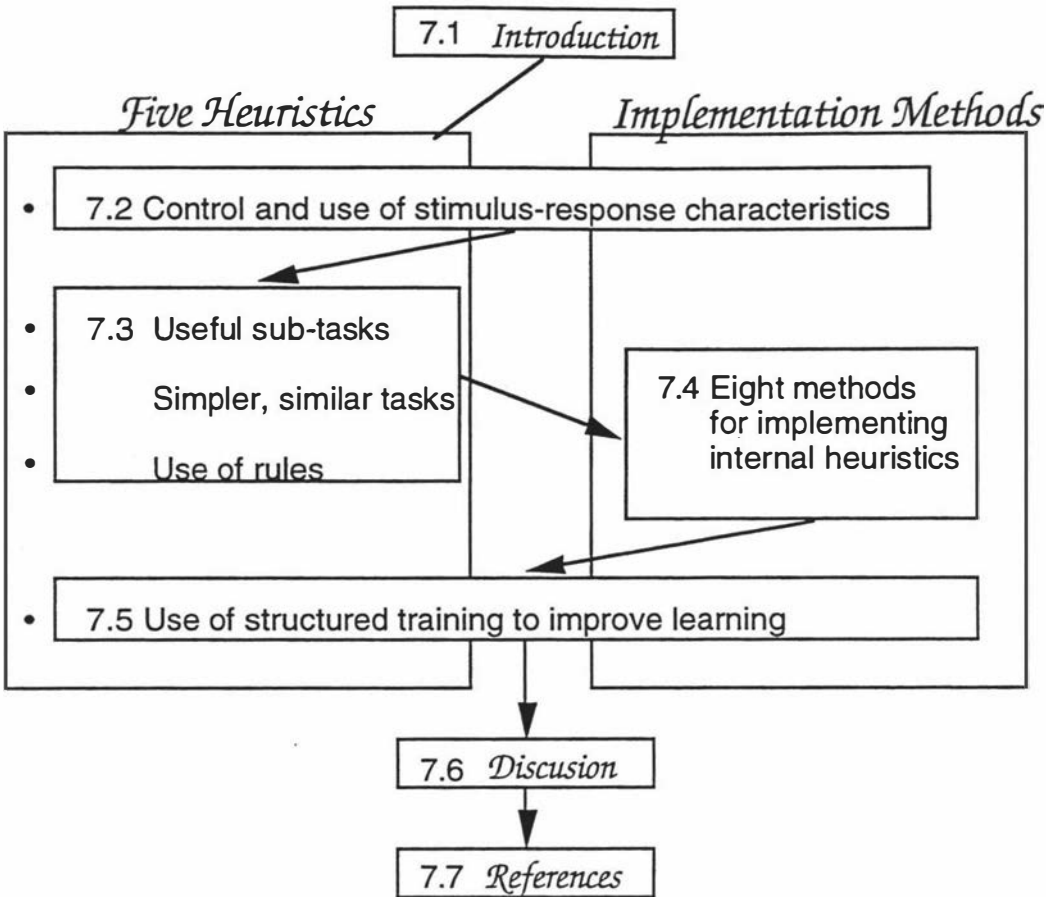 7.1 Introduction
Five Heuristics
Implementation Methods
• 7.2 Control and use of stimulus-response characteristics
• 7.3 Useful sub-tasks
• Simpler, similar tasks
• Use of rules
7.4 Eight methods
for implementing
internal heuristics
• 7.5 Use of structured training to improve learning
7.6 Discusion
7.7 References